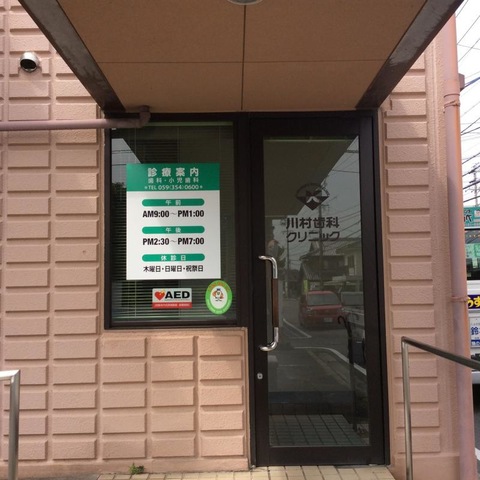 診療案内
歯科・小児歯科
TEL 059:354:0600
午前
AM9:00~PM1:00
午後
PM2:30~PM7:00
休診日
木曜日・日曜日・祝祭日
AED
川村歯科
クリニック